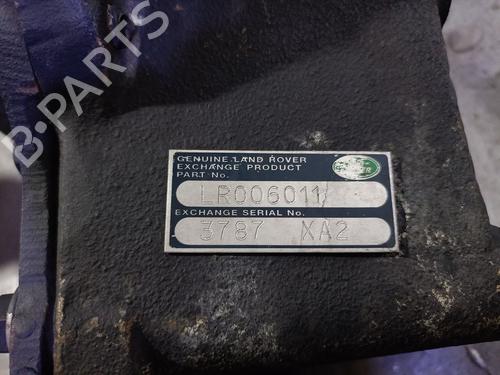 GENUINE LAND ROVER
EXCHANGE PRODUCT
PART No.
LR006011/
EXCHANGE SERIAL No.
3787 XA2
B-PARTS